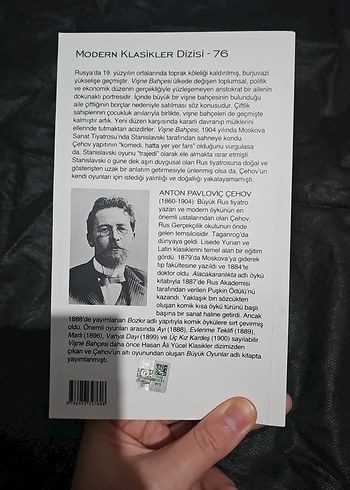 MODERN KLASİKLER DİZİSİ - 76
Rusya'da 19. yüzyılın ortalarında toprak köleliği kaldırılmış, burjuvazi
yükselişe geçmiştir. Vişne Bahçesi ülkede değişen toplumsal, politik
ve ekonomik düzenin gerçekliğiyle yüzleşemeyen aristokrat bir ailenin
dokunaklı portresidir. İçinde büyük bir vişne bahçesinin bulunduğu
aile çiftliğinin borçlar nedeniyle satılması söz konusudur. Çiftlik
sahiplerinin çocukluk anılarıyla birlikte, vişne bahçeleri de geçmişte
kalmıştır artık. Yeni düzen karşısında kararlı davranıp mülklerini
ellerinde tutmaktan acizdirler. Vişne Bahçesi, 1904 yılında Moskova
Sanat Tiyatrosu'nda Stanislavski tarafından sahneye kondu.
Çehov yapıtının "komedi, hatta yer yer fars" olduğunu vurgulasa
da, Stanislavski oyunu "trajedi" olarak ele almakta ısrar etmişti.
Stanislavski o güne dek aşırı duygusal olan Rus tiyatrosuna doğal ve
gösterişten uzak bir anlatım getirmesiyle ünlenmiş olsa da, Çehov'un
kendi oyunları için istediği yalınlığı ve doğallığı yakalayamamıştı.
ANTON PAVLOVİÇ ÇEHOV
(1860-1904): Büyük Rus tiyatro
yazarı ve modern öykünün en
önemli ustalarından olan Çehov,
Rus Gerçekçilik okulunun önde
gelen temsilcisidir. Taganrog'da
dünyaya geldi. Lisede Yunan ve
Latin klasiklerini temel alan bir eğitim
gördü. 1879'da Moskova'ya giderek
tıp fakültesine yazıldı ve 1884'te
doktor oldu. Alacakaranlıkta adlı öykü
kitabıyla 1887'de Rus Akademisi
tarafından verilen Puşkin Ödülü'nü
kazandı. Yaklaşık bin sözcükten
oluşan komik kısa öykü türünü başlı
başına bir sanat haline getirdi. Ancak
1888'de yayımlanan Bozkır adlı yapıtıyla komik öykülere sırt çevirmiş
oldu. Önemli oyunları arasında Ayı (1888), Evlenme Teklifi (1889),
Martı (1896), Vanya Dayı (1899) ve Üç Kız Kardeş (1900) sayılabilir.
Vişne Bahçesi daha önce Hasan Âli Yücel Klasikler dizimizden
çıkan ve Çehov'un altı oyunundan oluşan Büyük Oyunlar adlı kitapta
yayımlanmıştı.